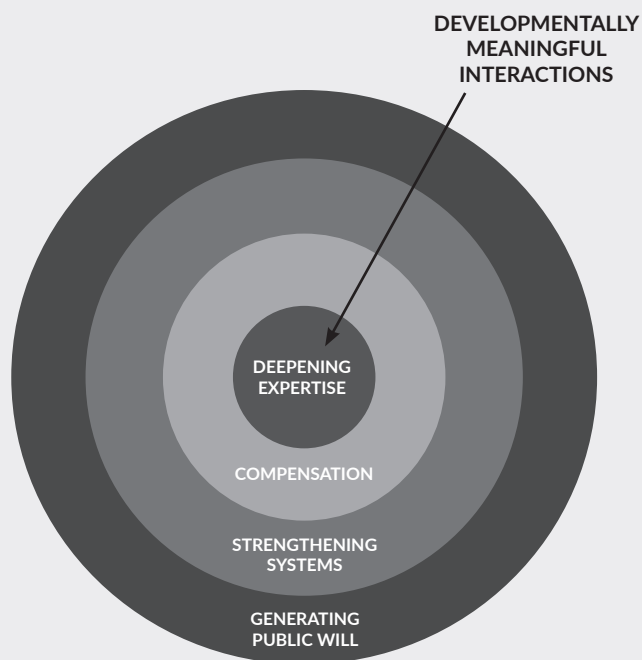 DEVELOPMENTALLY
MEANINGFUL
INTERACTIONS
DEEPENING
EXPERTISE
COMPENSATION
STRENGTHENING
SYSTEMS
GENERATING
PUBLIC WILL